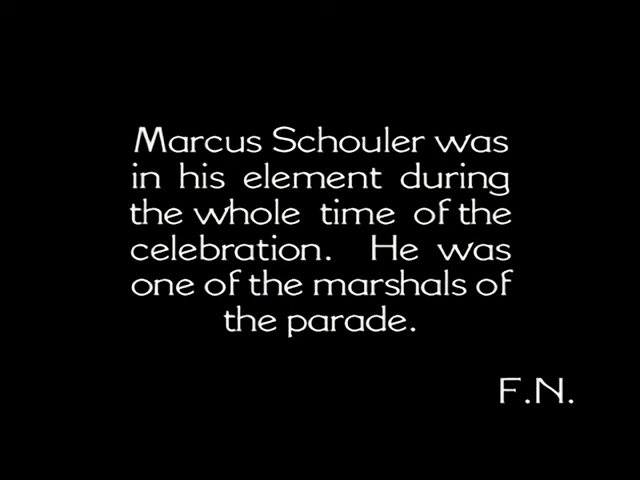 Marcus Schouler was
in his element during
the whole time of the
celebration. He was
one of the marshals of
the parade.
F.N.